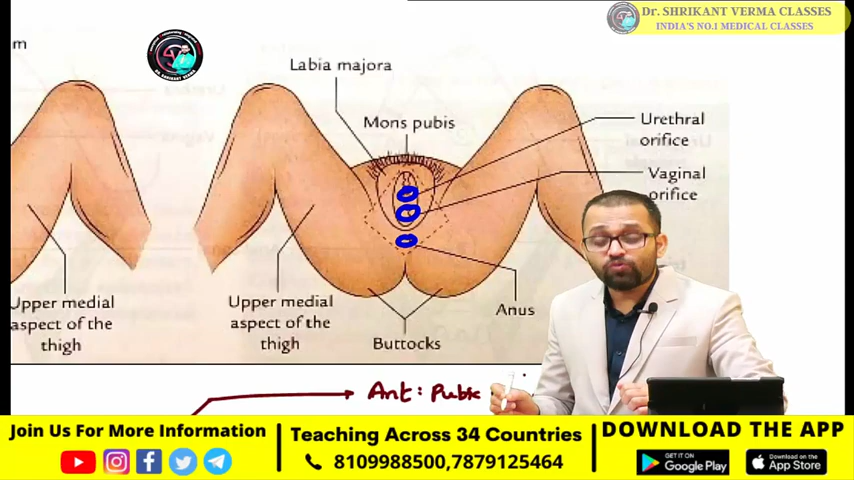 Dr. SHRIKANT VERMA CLASSES
INDIA'S NO.1 MEDICAL CLASSES
m
Labia majora
Mons pubis
Urethral
orifice
Vaginal
orifice
Upper medial
aspect of the
thigh
Upper medial
aspect of the
thigh
Buttocks
Anus
Ant: Pubic
Join Us For More Information
Teaching Across 34 Countries
8109988500,7879125464
DOWNLOAD THE APP
GET IT ON
Google Play
Download on the
App Store